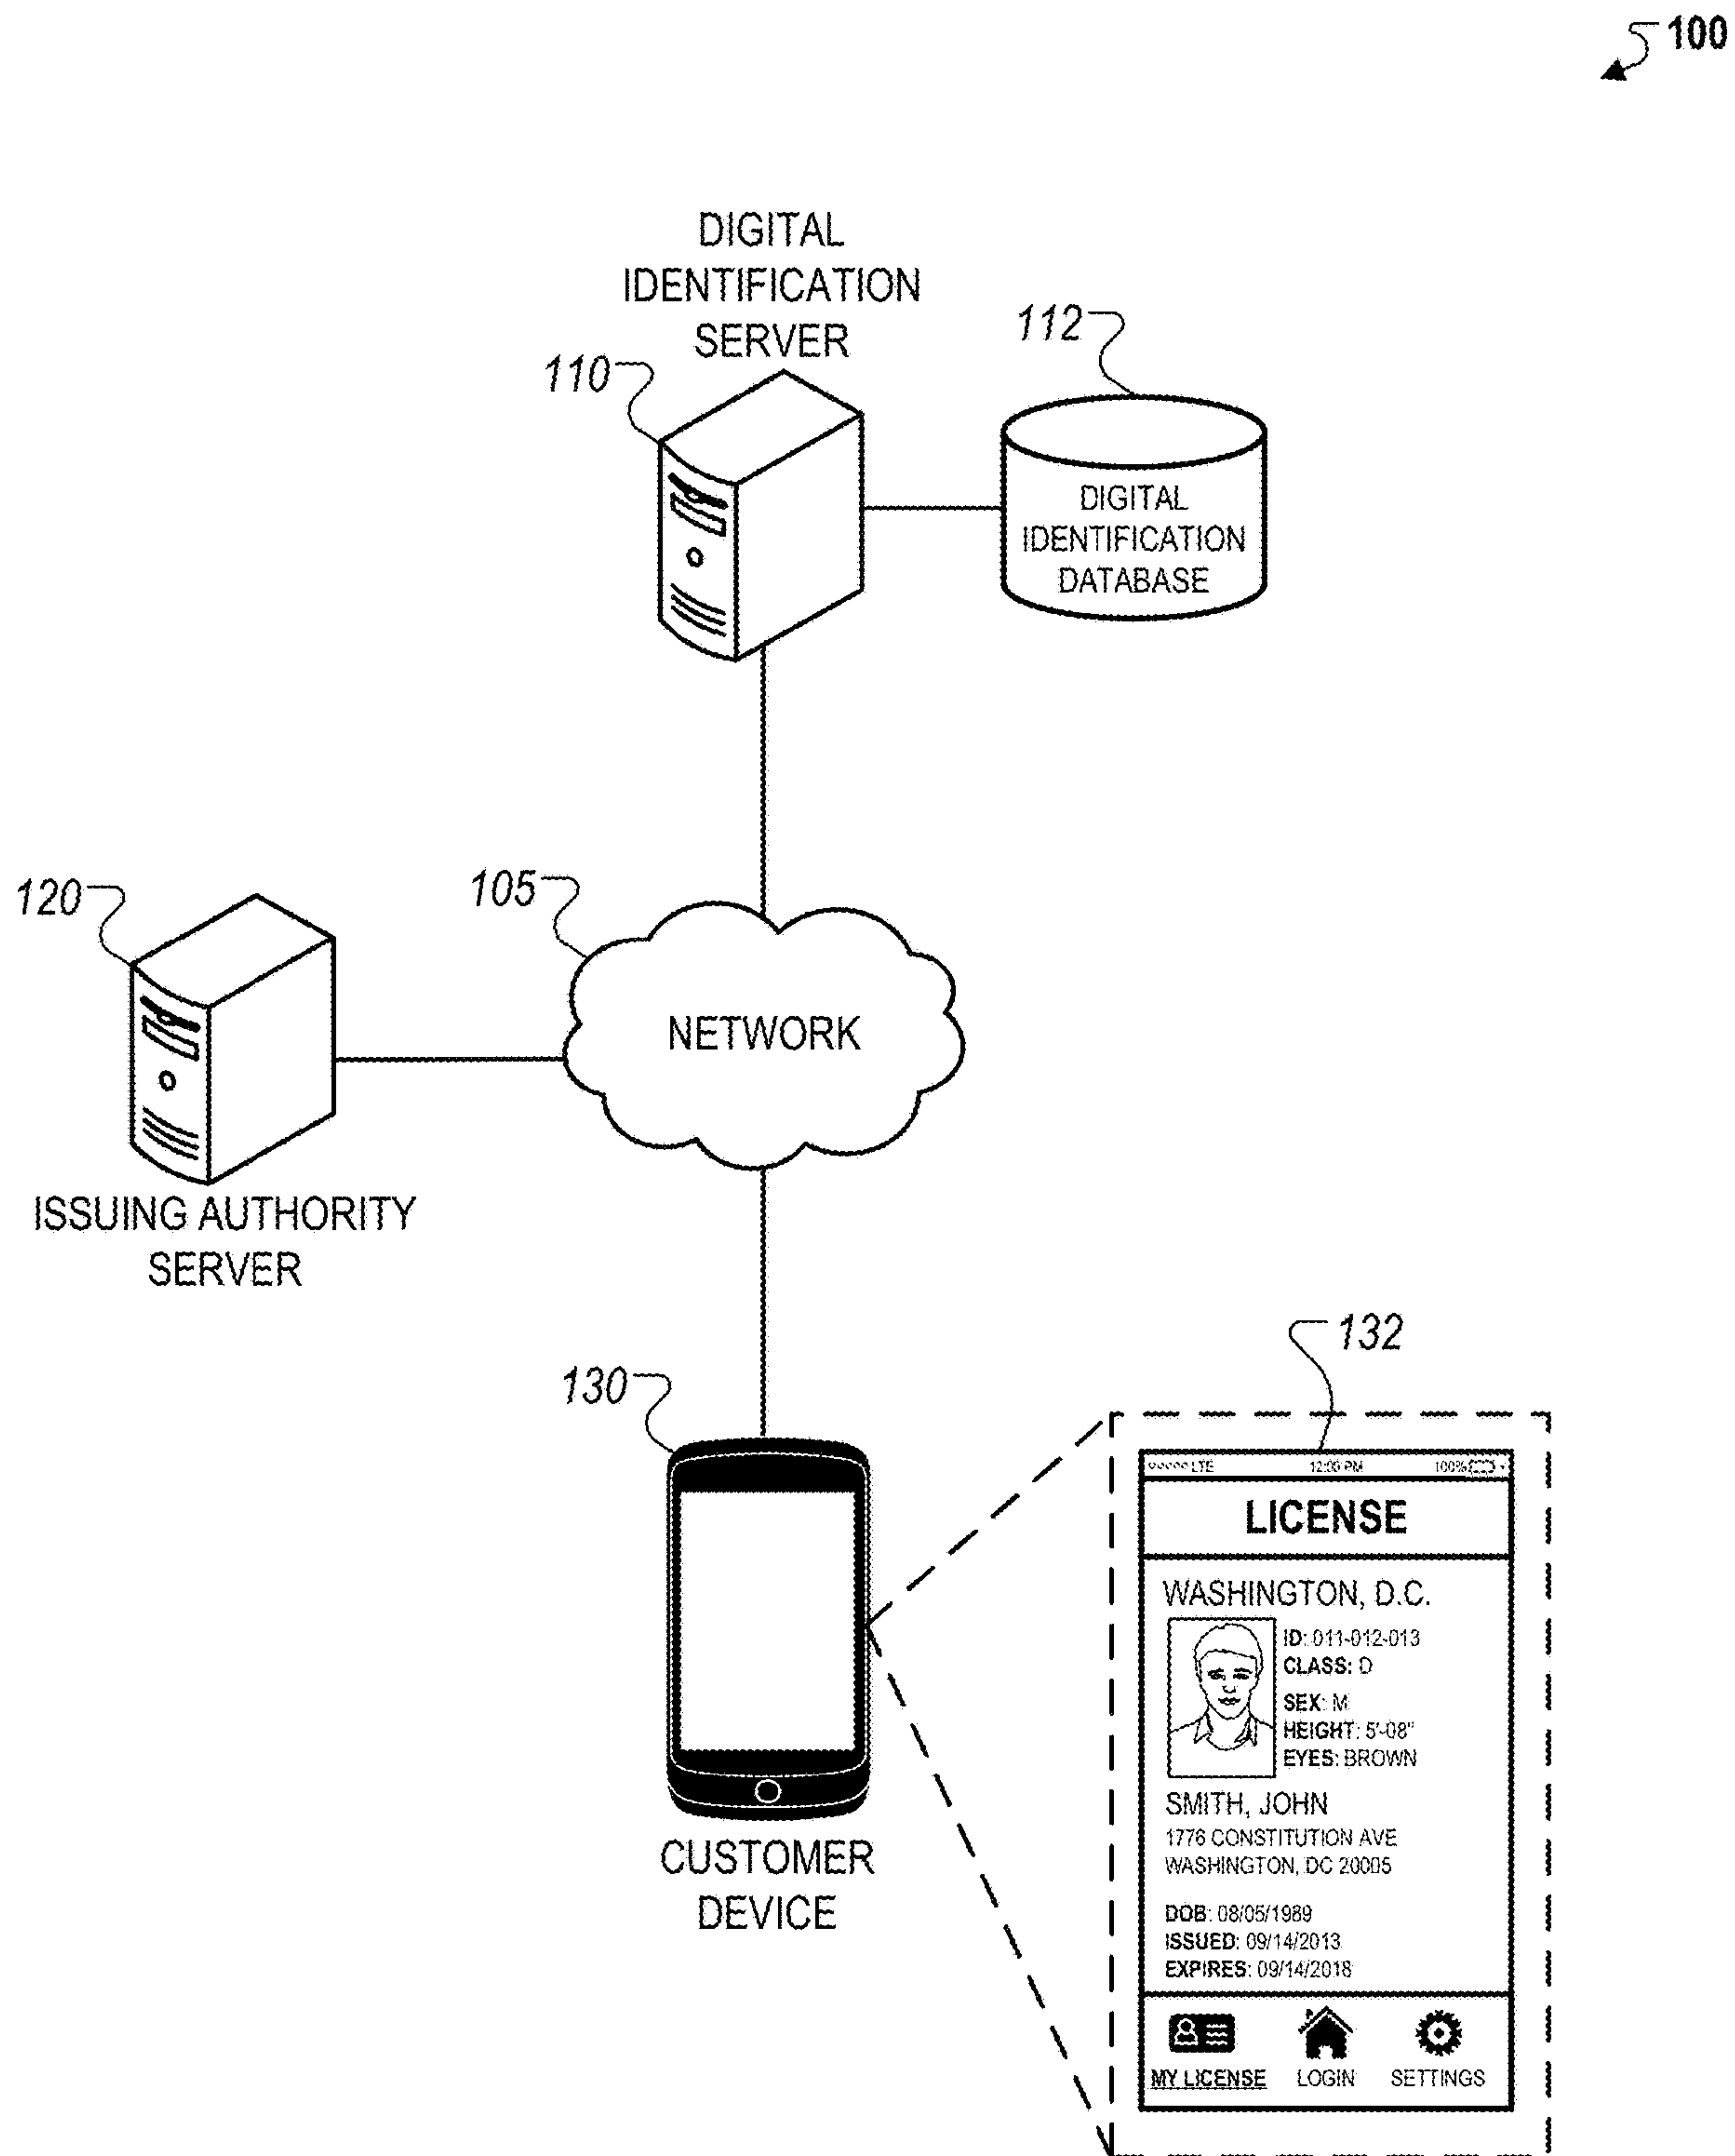 100
DIGITAL
IDENTIFICATION
SERVER
110
112
DIGITAL
IDENTIFICATION
DATABASE
120
105
NETWORK
ISSUING AUTHORITY
SERVER
130
CUSTOMER
DEVICE
132
LTE 12:00 PM 100%
LICENSE
WASHINGTON, D.C.
ID: 011-012-013
CLASS: D
SEX: M
HEIGHT: 5'-08"
EYES: BROWN
SMITH, JOHN
1776 CONSTITUTION AVE
WASHINGTON, DC 20005
DOB: 08/05/1989
ISSUED: 09/14/2013
EXPIRES: 09/14/2018
MY LICENSE LOGIN SETTINGS